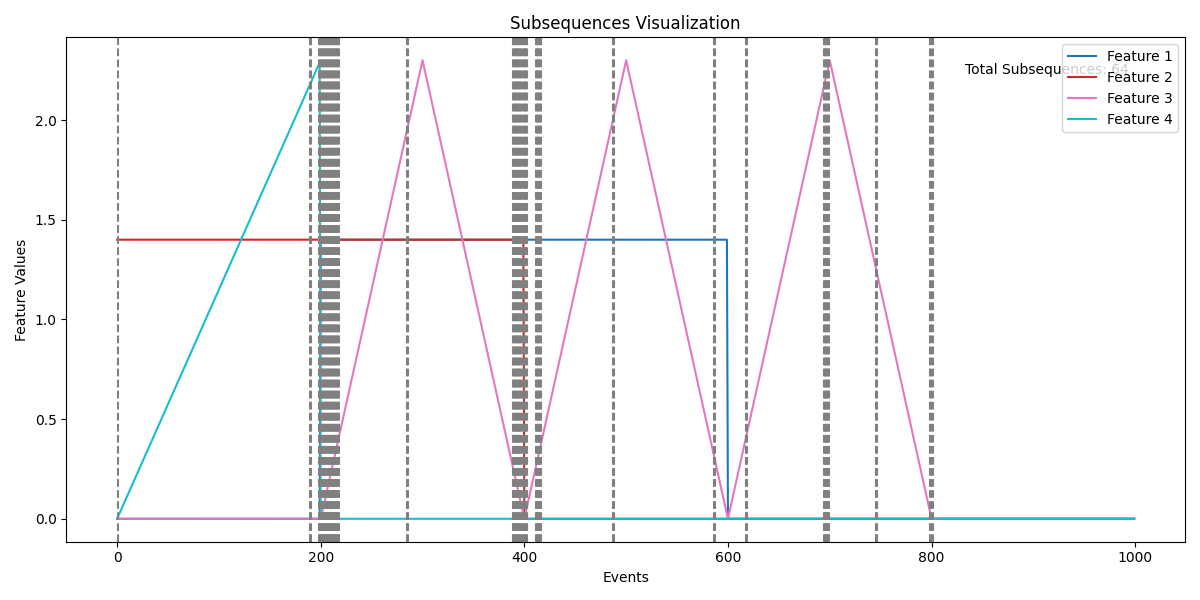 Subsequences Visualization
Feature Values
2.0
1.5
1.0
0.5
0.0
0
200
400
600
800
1000
Events
Total Subsequences: 64
Feature 1
Feature 2
Feature 3
Feature 4